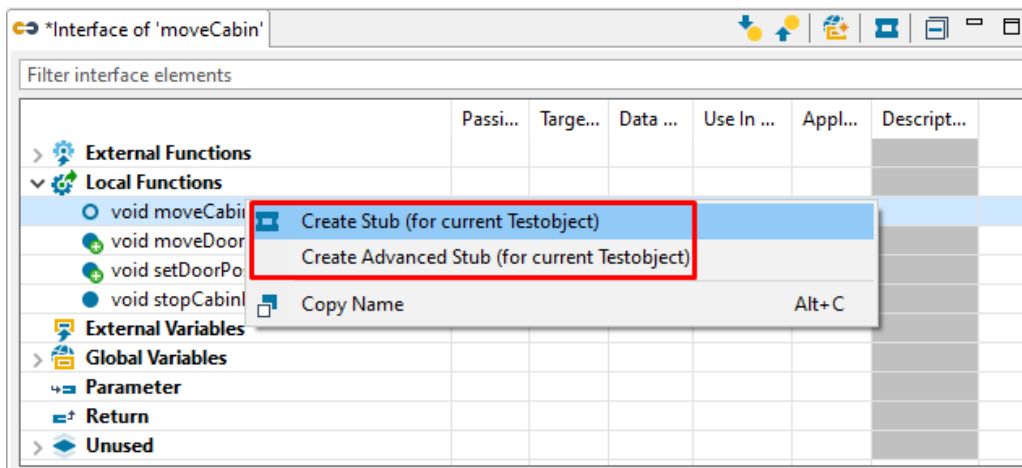 *Interface of 'moveCabin'
Filter interface elements
Passi... Targe... Data ... Use In ... Appl... Descript...
External Functions
Local Functions
void moveCabi
void moveDoor
void setDoorPo
void stopCabin
Create Stub (for current Testobject)
Create Advanced Stub (for current Testobject)
Copy Name Alt+C
External Variables
Global Variables
Parameter
Return
Unused